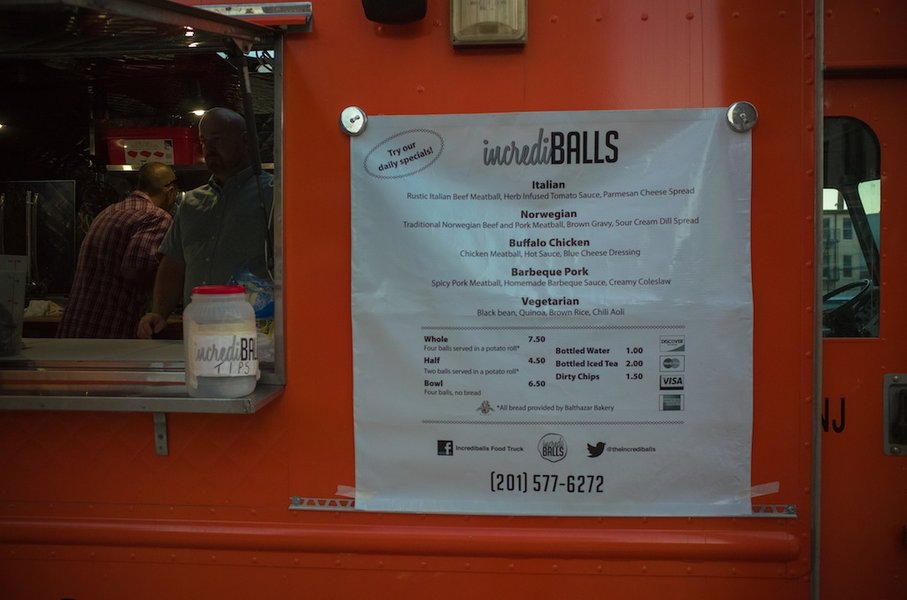 Try our
daily specials!
incrediBALLS
Italian
Rustic Italian Beef Meatball, Herb Infused Tomato Sauce, Parmesan Cheese Spread
Norwegian
Traditional Norwegian Beef and Pork Meatball, Brown Gravy, Sour Cream Dill Spread
Buffalo Chicken
Chicken Meatball, Hot Sauce, Blue Cheese Dressing
Barbeque Pork
Spicy Pork Meatball, Homemade Barbeque Sauce, Creamy Coleslaw
Vegetarian
Black bean, Quinoa, Brown Rice, Chili Aoli
Whole 7.50
Four balls served in a potato roll*
Half 4.50
Two balls served in a potato roll*
Bowl 6.50
Four balls, no bread
Bottled Water 1.00
Bottled Iced Tea 2.00
Dirty Chips 1.50
DISCOVER
VISA
*All bread provided by Balthazar Bakery
f Incrediballs Food Truck
incredi
BALLS
@theincrediballs
(201) 577-6272
incrediBAL
TIPS
NJ